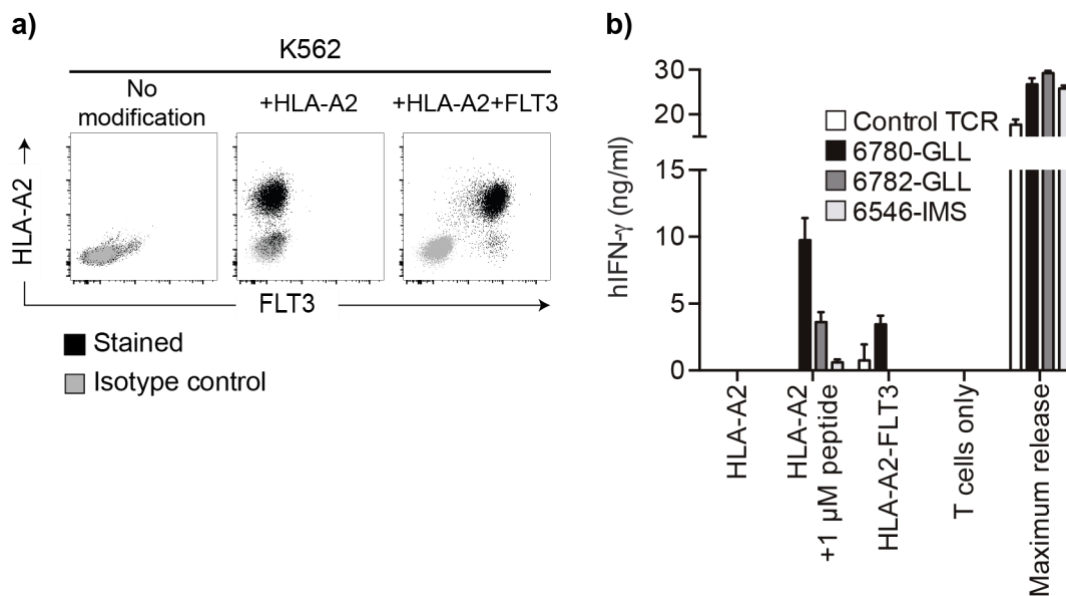 a)
K562
No
modification
+HLA-A2
+HLA-A2+FLT3
HLA-A2
FLT3
Stained
Isotype control
b)
hIFN-γ (ng/ml)
30
20
15
10
5
0
Control TCR
6780-GLL
6782-GLL
6546-IMS
HLA-A2
HLA-A2
+1 µM peptide
HLA-A2-FLT3
T cells only
Maximum release